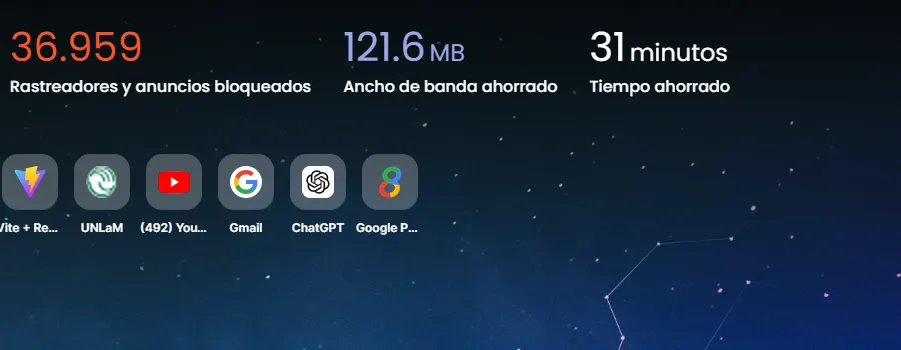 36.959 121.6 MB 31 minutos
Rastreadores y anuncios bloqueados Ancho de banda ahorrado Tiempo ahorrado
Vite + Re... UNLaM (492) You... Gmail ChatGPT Google P...